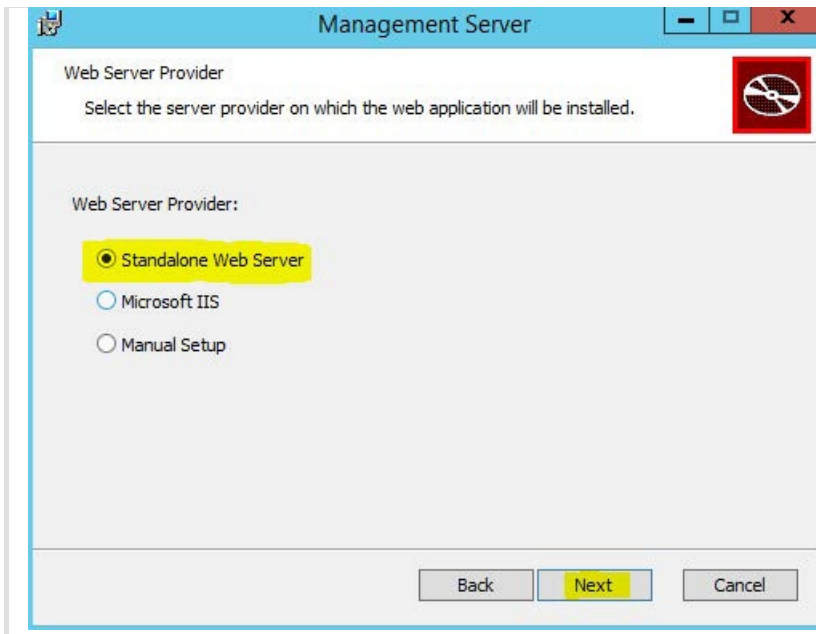 Management Server
Web Server Provider
Select the server provider on which the web application will be installed.
Web Server Provider:
Standalone Web Server
Microsoft IIS
Manual Setup
Back Next Cancel